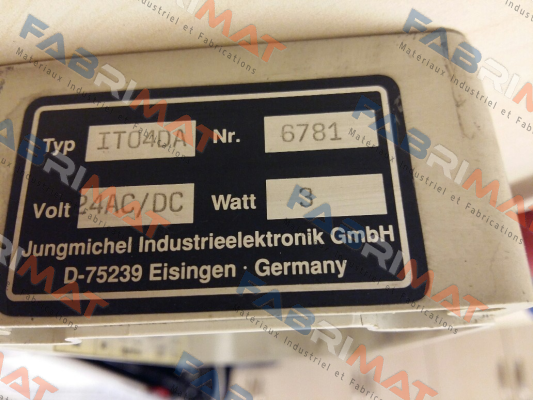 Typ ITO4DA Nr. 6781
Volt 24AC/DC Watt 3
Jungmichel Industrieelektronik GmbH
D-75239 Eisingen · Germany
FABRIMAT
Materiaux Industriel et Fabrications